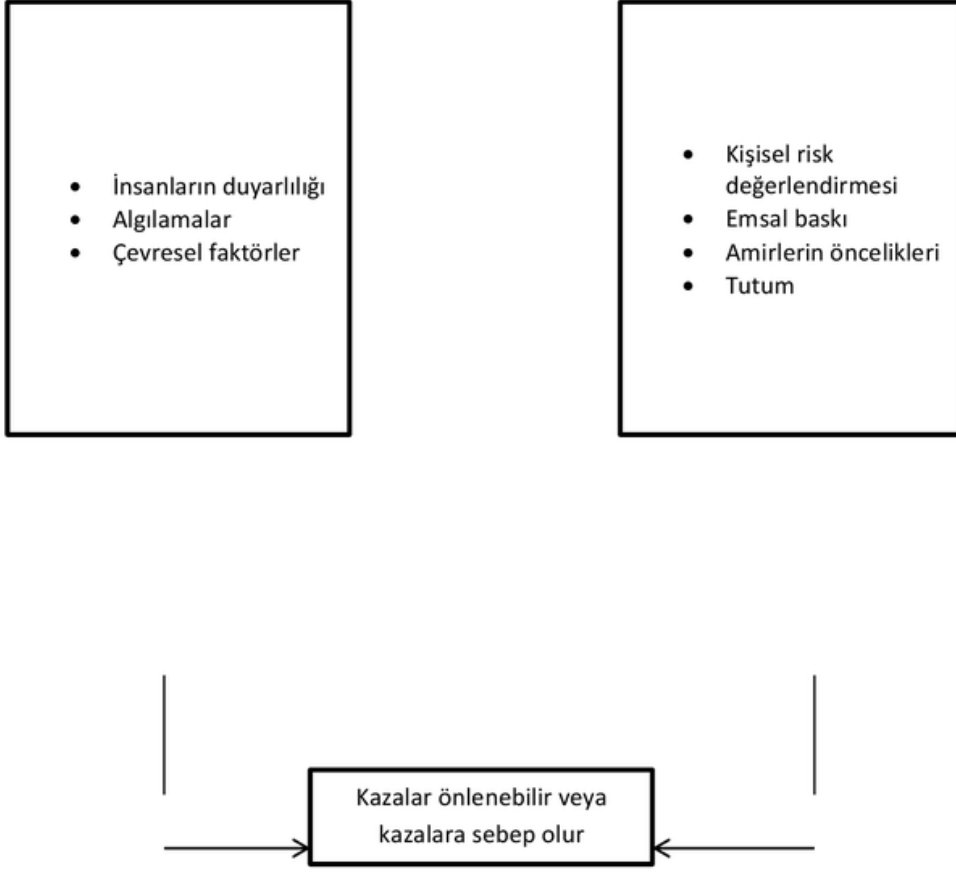 • İnsanların duyarlılığı
• Algılamalar
• Çevresel faktörler
• Kişisel risk
değerlendirmesi
• Emsal baskı
• Amirlerin öncelikleri
• Tutum
Kazalar önlenebilir veya
kazalara sebep olur